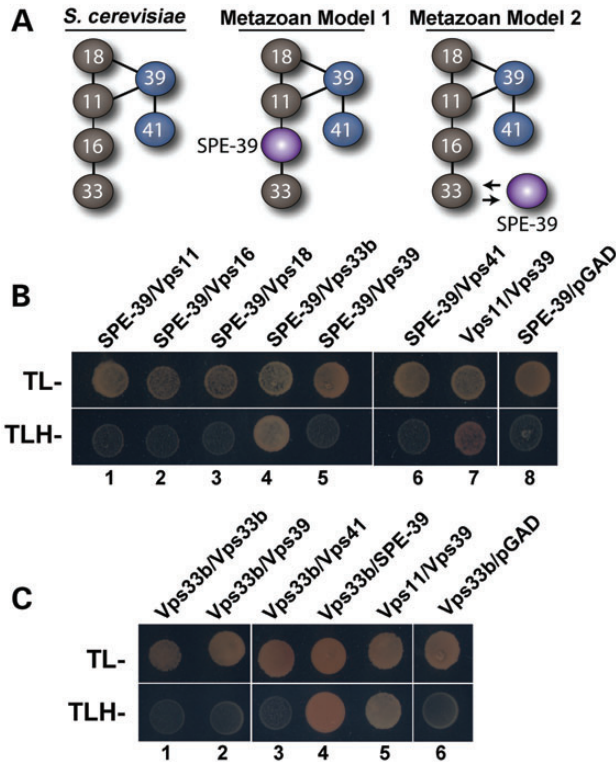 A
S. cerevisiae Metazoan Model 1 Metazoan Model 2
18 18 18
39 39 39
11 11 11
41 41 41
16 SPE-39 16
33 33 33
SPE-39
B
SPE-39/Vps11 SPE-39/Vps16 SPE-39/Vps18 SPE-39/Vps33b SPE-39/Vps39 SPE-39/Vps41 Vps11/Vps39 SPE-39/pGAD
TL-
TLH-
1 2 3 4 5 6 7 8
C
Vps33b/Vps33b Vps33b/Vps39 Vps33b/Vps41 Vps33b/SPE-39 Vps11/Vps39 Vps33b/pGAD
TL-
TLH-
1 2 3 4 5 6